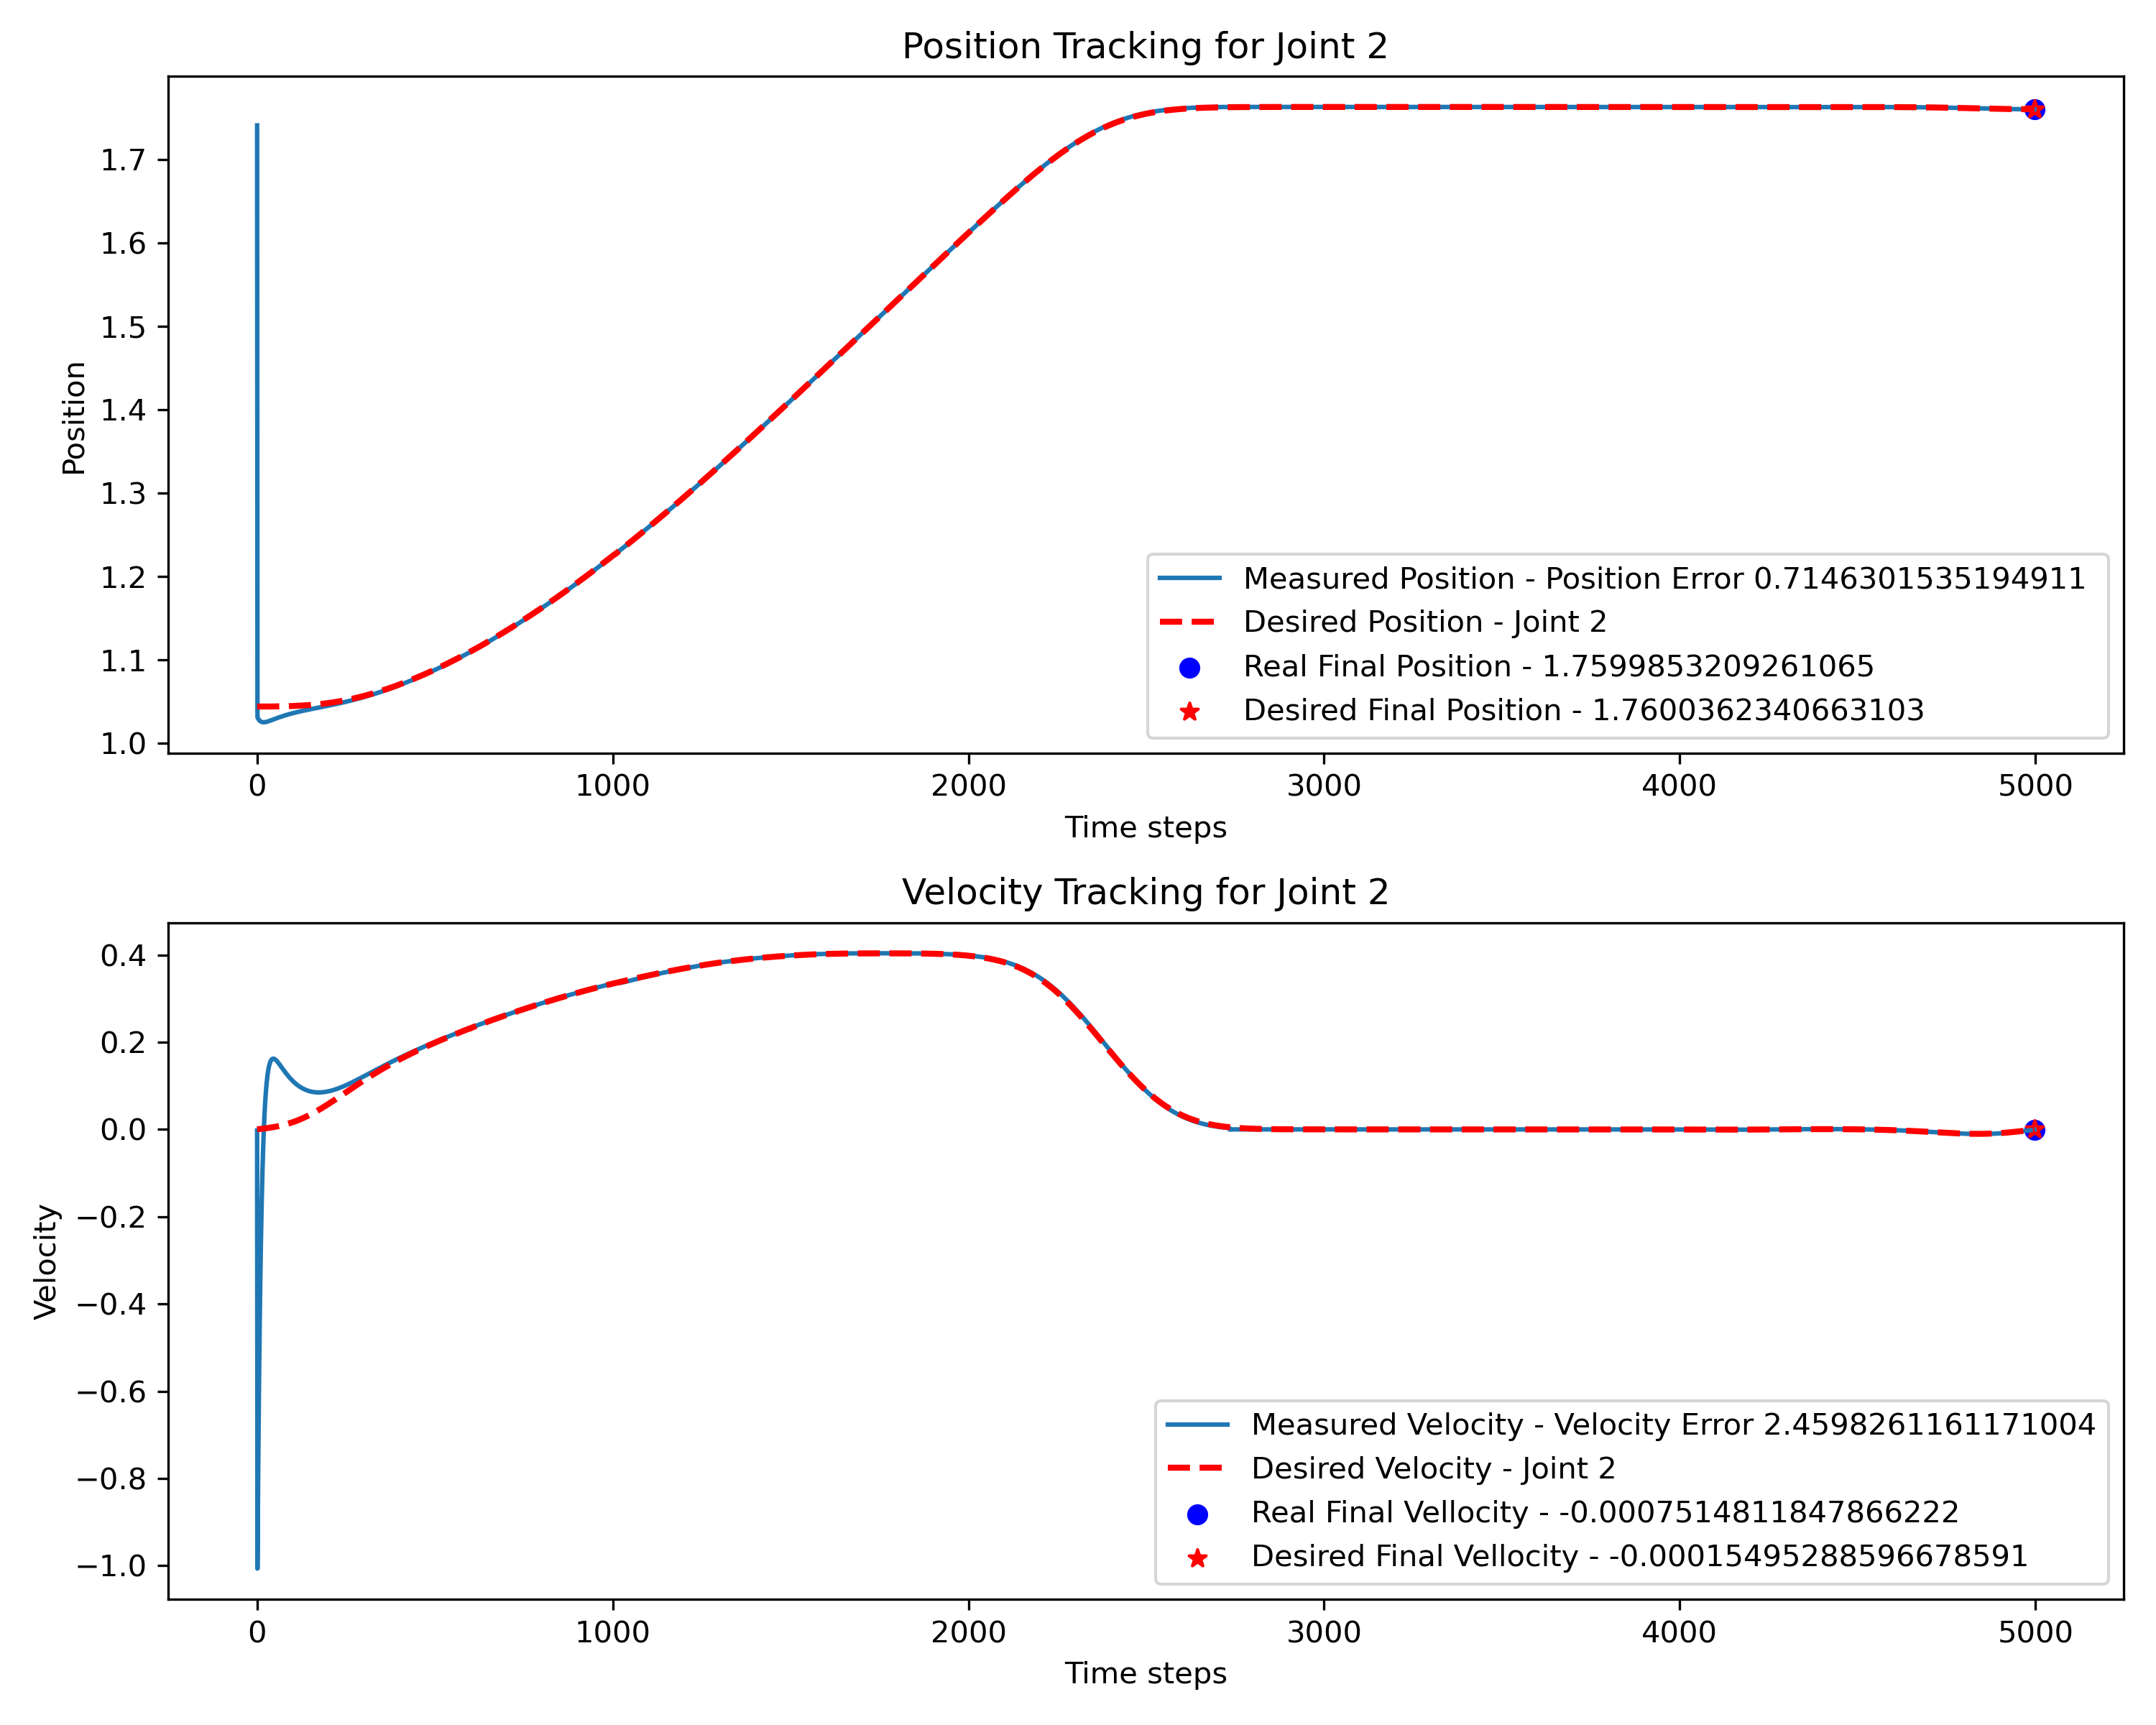 Position Tracking for Joint 2
1.7
1.6
1.5
1.4
1.3
1.2
1.1
1.0
Position
Measured Position - Position Error 0.7146301535194911
Desired Position - Joint 2
Real Final Position - 1.7599853209261065
Desired Final Position - 1.7600362340663103
0 1000 2000 3000 4000 5000
Time steps
Velocity Tracking for Joint 2
0.4
0.2
0.0
−0.2
−0.4
−0.6
−0.8
−1.0
Velocity
Measured Velocity - Velocity Error 2.4598261161171004
Desired Velocity - Joint 2
Real Final Vellocity - -0.0007514811847866222
Desired Final Vellocity - -0.00015495288596678591
0 1000 2000 3000 4000 5000
Time steps